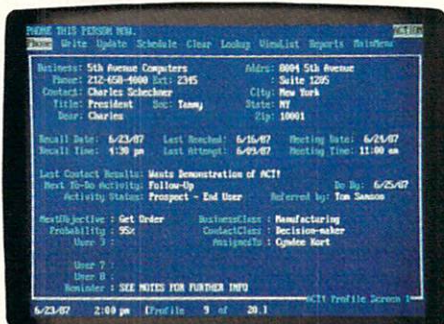 PHONE THIS PERSON NOW. ACTION
Phone Write Update Schedule Clear Lookup ViewList Reports MainMenu
Business: 5th Avenue Computers Addrs: 8004 5th Avenue
Phone: 212-650-4000 Ext: 2345 : Suite 1205
Contact: Charles Scheckner City: New York
Title: President Sec: Tammy State: NY
Dear: Charles Zip: 10001
Recall Date: 6/23/87 Last Reached: 6/16/87 Meeting Date: 6/24/87
Recall Time: 4:30 pm Last Attempt: 6/09/87 Meeting Time: 11:00 am
Last Contact Results: Wants Demonstration of ACT!
Next To-Do Activity: Follow-Up Do By: 6/25/87
Activity Status: Prospect - End User Referred by: Tom Samson
NextObjective : Get Order BusinessClass : Manufacturing
Probability : 95% ContactClass : Decision-maker
User 3 : AssignedTo : Cyndee Kort
User 7 :
User 8 :
Reminder : SEE NOTES FOR FURTHER INFO
ACT! Profile Screen 1
6/23/87 2:00 pm (Profile 9 of 20.)